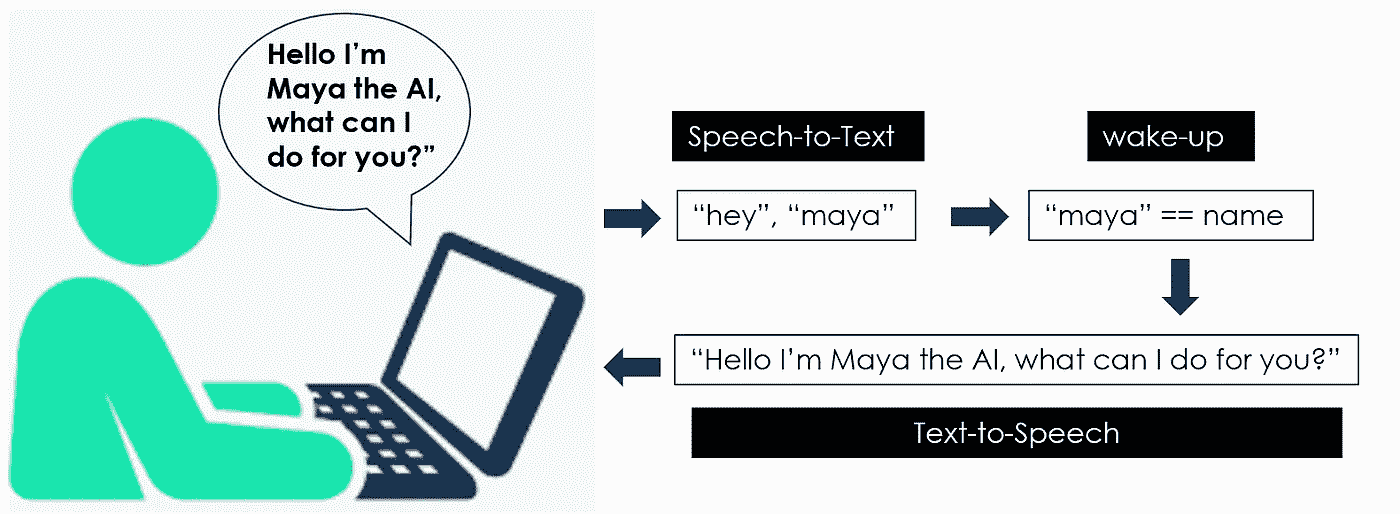 Hello I’m
Maya the AI,
what can I
do for you?”
Speech-to-Text
wake-up
“hey”, “maya”
“maya” == name
“Hello I’m Maya the AI, what can I do for you?”
Text-to-Speech